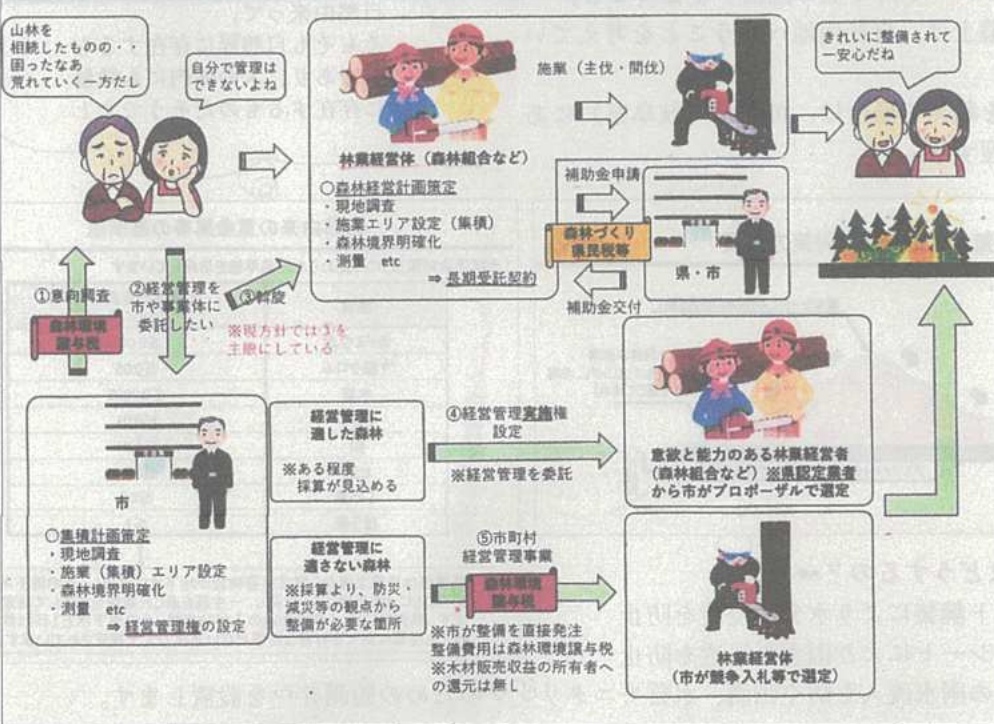 山林を
相続したものの・・
困ったなあ
荒れていく一方だし
自分で管理は
できないよね
林業経営体（森林組合など）
○森林経営計画策定
・現地調査
・施業エリア設定（集積）
・森林境界明確化
・測量 etc
⇒ 長期受託契約
施業（主伐・間伐）
補助金申請
森林づくり
県民税等
補助金交付
県・市
きれいに整備されて
一安心だね
①意向調査
森林環境
譲与税
②経営管理を
市や事業体に
委託したい
③斡旋
※現方針では③を
主眼にしている
市
○集積計画策定
・現地調査
・施業（集積）エリア設定
・森林境界明確化
・測量 etc
⇒ 経営管理権の設定
経営管理に
適した森林
※ある程度
採算が見込める
④経営管理実施権
設定
※経営管理を委託
意欲と能力のある林業経営者
（森林組合など）※県認定業者
から市がプロポーザルで選定
経営管理に
適さない森林
※採算より、防災・
減災等の観点から
整備が必要な箇所
⑤市町村
経営管理事業
森林環境
譲与税
※市が整備を直接発注
整備費用は森林環境譲与税
※木材販売収益の所有者へ
の還元は無し
林業経営体
（市が競争入札等で選定）